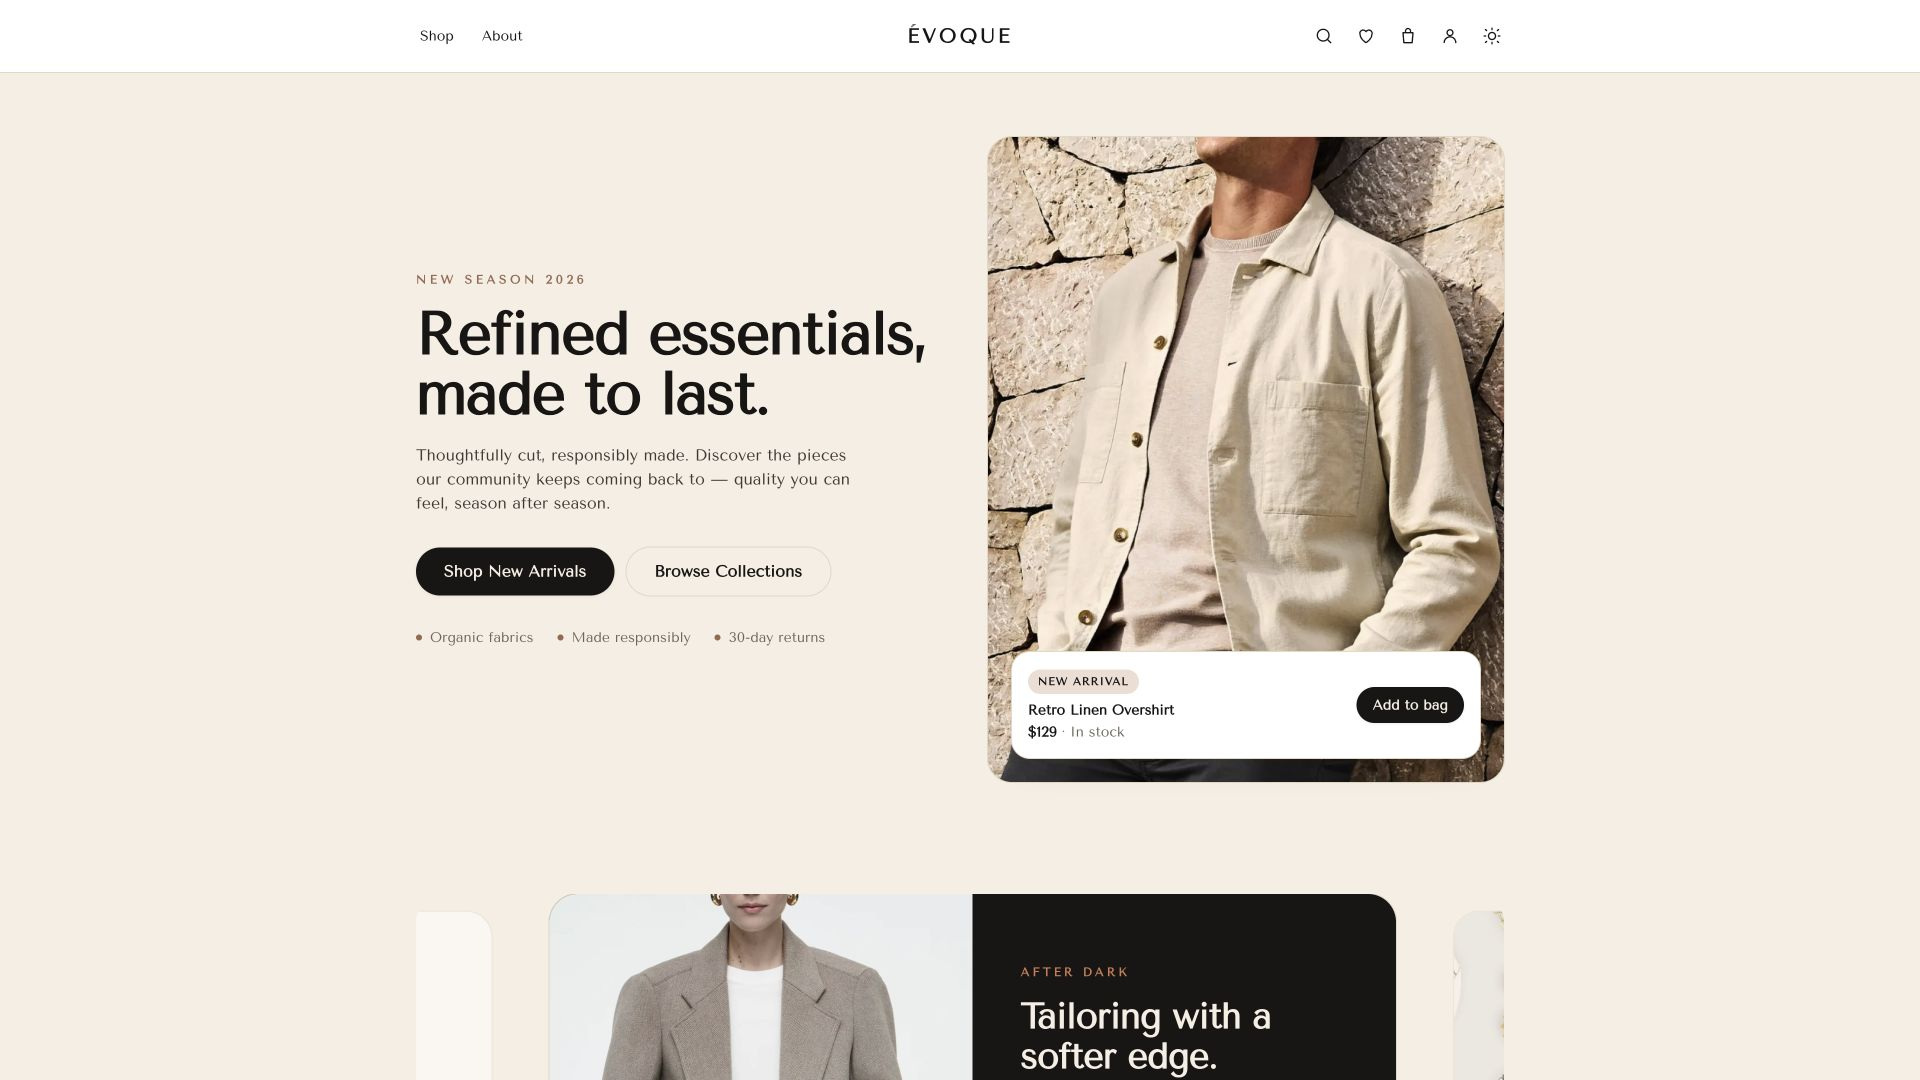 Shop
About
ÉVOQUE
NEW SEASON 2026
Refined essentials,
made to last.
Thoughtfully cut, responsibly made. Discover the pieces
our community keeps coming back to — quality you can
feel, season after season.
Shop New Arrivals
Browse Collections
Organic fabrics
Made responsibly
30-day returns
NEW ARRIVAL
Retro Linen Overshirt
$129 · In stock
Add to bag
AFTER DARK
Tailoring with a
softer edge.